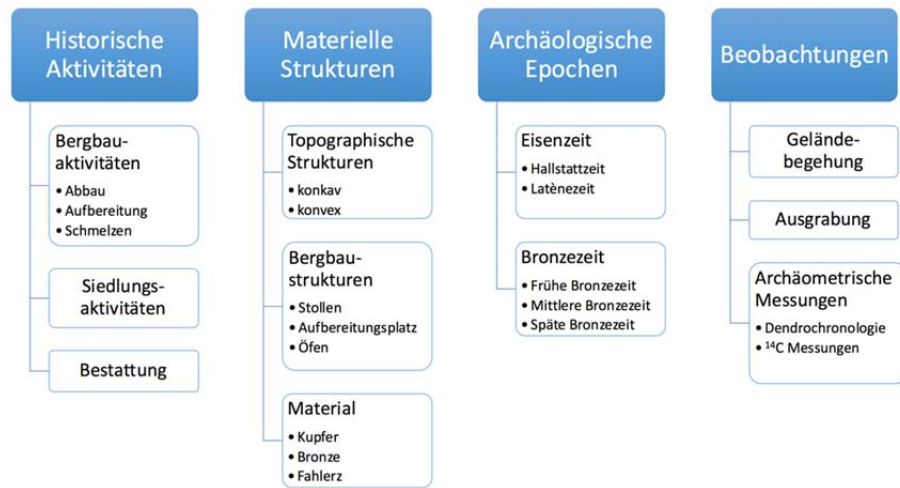 Historische
Aktivitäten
Bergbau-
aktivitäten
• Abbau
• Aufbereitung
• Schmelzen
Siedlungs-
aktivitäten
Bestattung
Materielle
Strukturen
Topographische
Strukturen
• konkav
• konvex
Bergbau-
strukturen
• Stollen
• Aufbereitungsplatz
• Öfen
Material
• Kupfer
• Bronze
• Fahlerz
Archäologische
Epochen
Eisenzeit
• Hallstattzeit
• Latènezeit
Bronzezeit
• Frühe Bronzezeit
• Mittlere Bronzezeit
• Späte Bronzezeit
Beobachtungen
Gelände-
begehung
Ausgrabung
Archäometrische
Messungen
• Dendrochronologie
• ¹⁴C Messungen